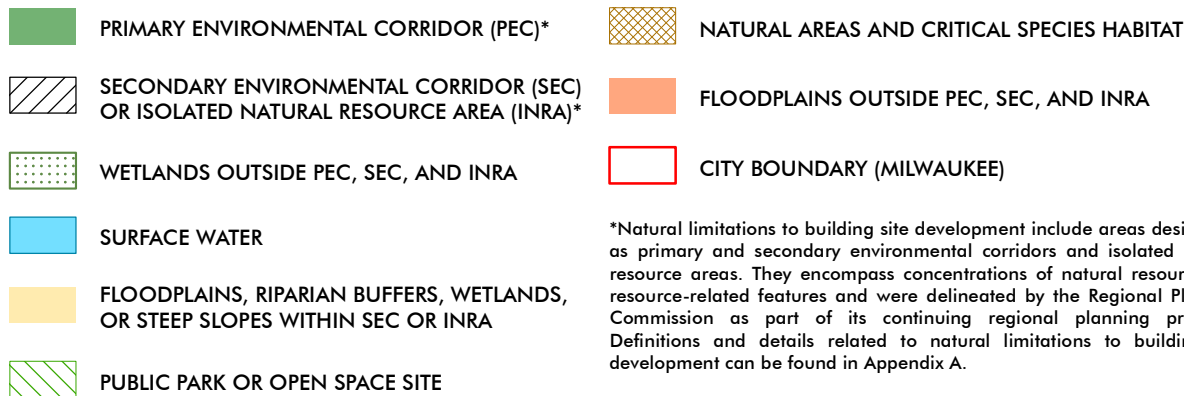 PRIMARY ENVIRONMENTAL CORRIDOR (PEC)*
SECONDARY ENVIRONMENTAL CORRIDOR (SEC)
OR ISOLATED NATURAL RESOURCE AREA (INRA)*
WETLANDS OUTSIDE PEC, SEC, AND INRA
SURFACE WATER
FLOODPLAINS, RIPARIAN BUFFERS, WETLANDS,
OR STEEP SLOPES WITHIN SEC OR INRA
PUBLIC PARK OR OPEN SPACE SITE
NATURAL AREAS AND CRITICAL SPECIES HABITAT
FLOODPLAINS OUTSIDE PEC, SEC, AND INRA
CITY BOUNDARY (MILWAUKEE)
*Natural limitations to building site development include areas
as primary and secondary environmental corridors and isolated
resource areas. They encompass concentrations of natural
resource-related features and were delineated by the Regional
Commission as part of its continuing regional planning
Definitions and details related to natural limitations to
development can be found in Appendix A.